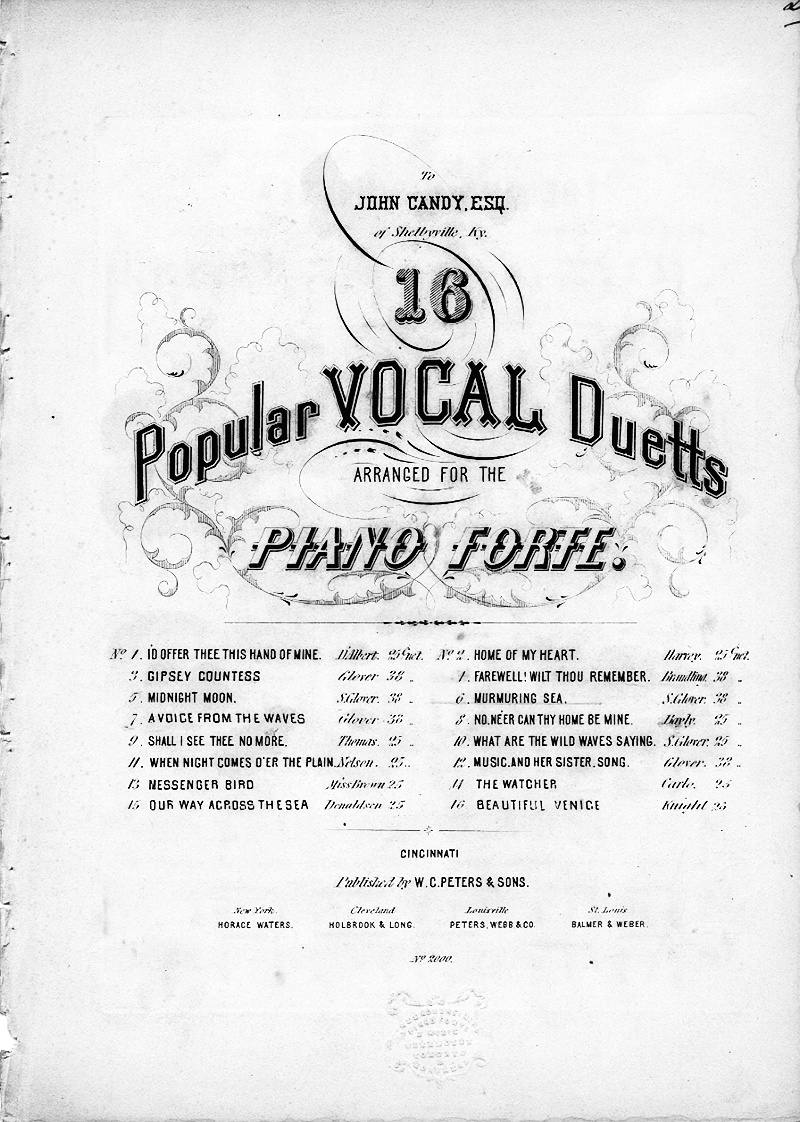 To
JOHN CANDY, ESQ.
of Shelbyville, Ky.
16
Popular VOCAL Duetts
ARRANGED FOR THE
PIANO FORTE.
No 1. I'D OFFER THEE THIS HAND OF MINE. D'Albert. 25 Cnet. No 2. HOME OF MY HEART. Harvey. 25 Cnet.
3. GIPSEY COUNTESS Glover 38 „ 4. FAREWELL! WILT THOU REMEMBER. Brandling. 38 „
5. MIDNIGHT MOON. S. Glover. 38 „ 6. MURMURING SEA. S. Glover. 38 „
7. A VOICE FROM THE WAVES Glover 38 „ 8. NO, NE'ER CAN THY HOME BE MINE. Bayly. 25 „
9. SHALL I SEE THEE NO MORE. Thomas. 25 „ 10. WHAT ARE THE WILD WAVES SAYING. S. Glover. 25 „
11. WHEN NIGHT COMES O'ER THE PLAIN. Nelson. 25 „ 12. MUSIC, AND HER SISTER, SONG. Glover. 38 „
13 MESSENGER BIRD Miss Brown 25 14 THE WATCHER Carle. 25
15 OUR WAY ACROSS THE SEA Donaldson 25 16 BEAUTIFUL VENICE Knight 25
CINCINNATI
Published by W. C. PETERS & SONS.
New York. Cleveland Louisville St. Louis
HORACE WATERS. HOLBROOK & LONG. PETERS, WEBB & CO. BALMER & WEBER.
No 2000.